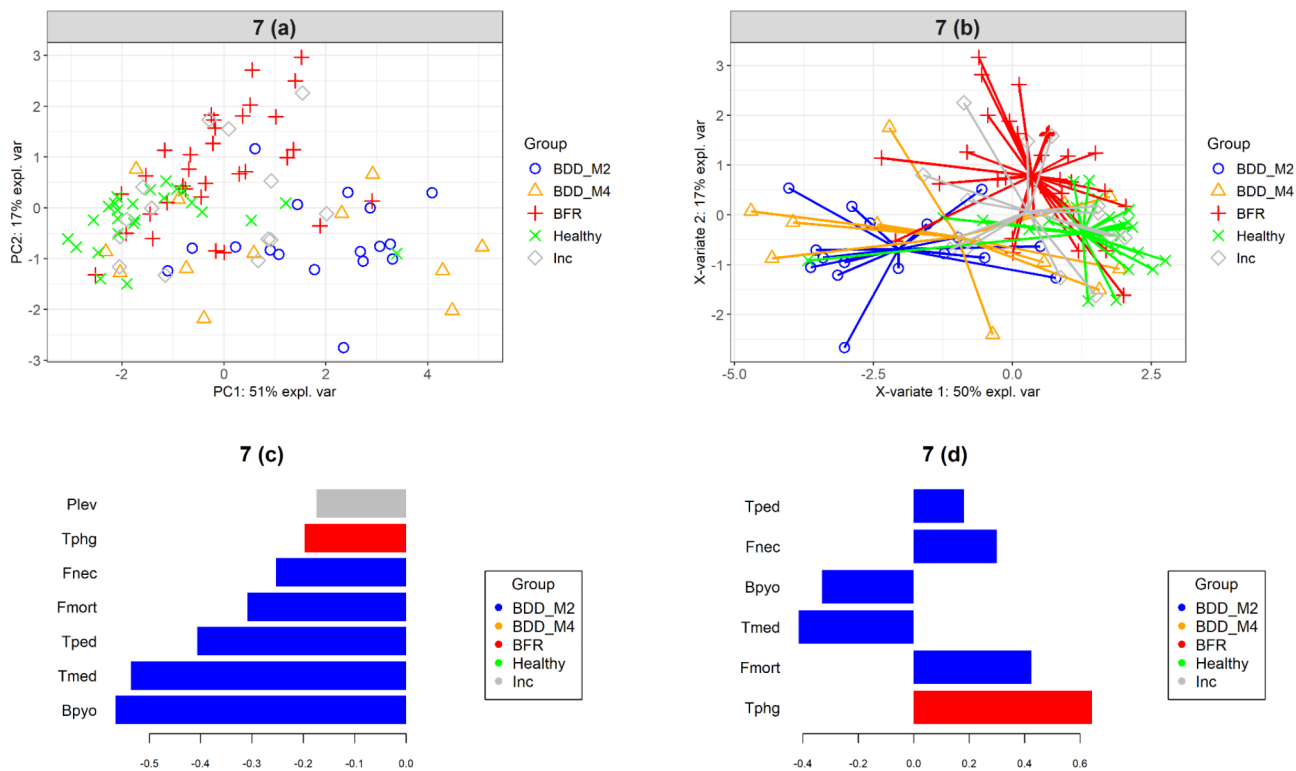 7 (a)
3
2
1
0
-1
-2
-3
PC2: 17% expl. var
-2
0
2
4
PC1: 51% expl. var
Group
BDD_M2
BDD_M4
BFR
Healthy
Inc
7 (b)
3
2
1
0
-1
-2
X-variate 2: 17% expl. var
-5.0
-2.5
0.0
2.5
X-variate 1: 50% expl. var
Group
BDD_M2
BDD_M4
BFR
Healthy
Inc
7 (c)
Plev
Tphg
Fnec
Fmort
Tped
Tmed
Bpyo
-0.5
-0.4
-0.3
-0.2
-0.1
0.0
Group
BDD_M2
BDD_M4
BFR
Healthy
Inc
7 (d)
Tped
Fnec
Bpyo
Tmed
Fmort
Tphg
-0.4
-0.2
0.0
0.2
0.4
0.6
Group
BDD_M2
BDD_M4
BFR
Healthy
Inc